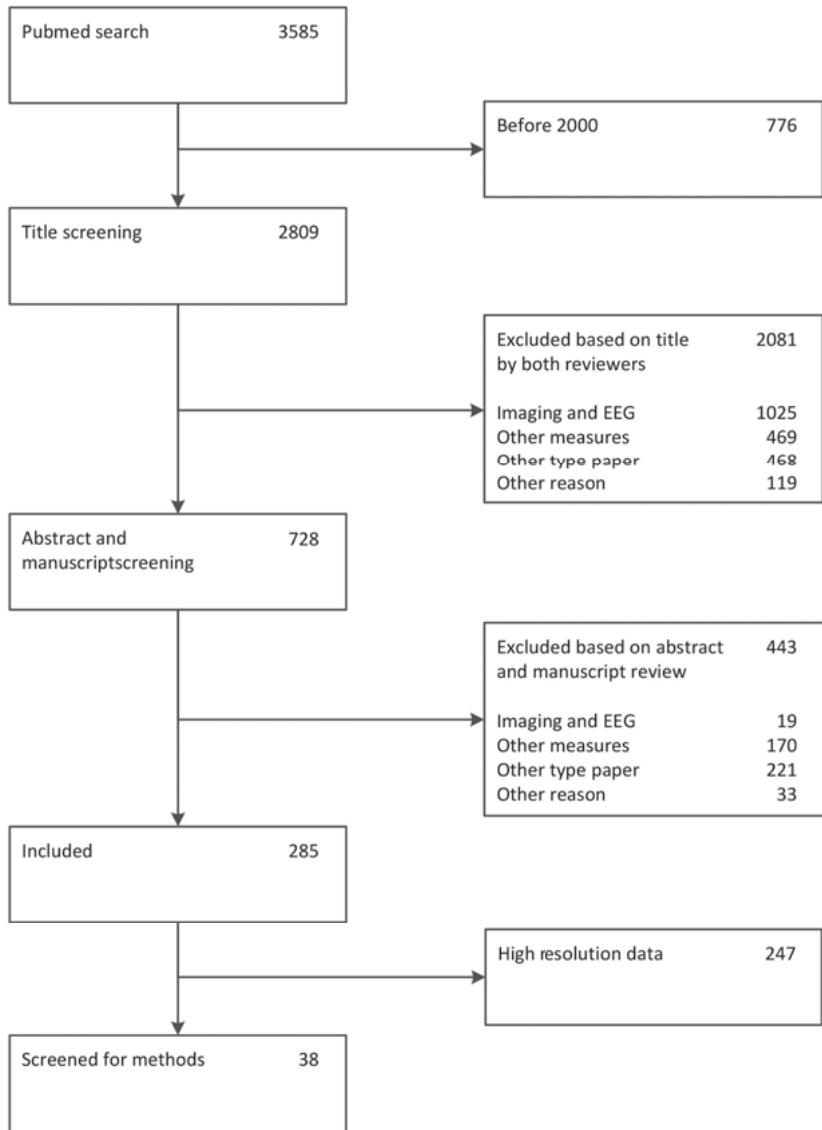 Pubmed search 3585
Before 2000 776
Title screening 2809
Excluded based on title 2081
by both reviewers
Imaging and EEG 1025
Other measures 469
Other type paper 468
Other reason 119
Abstract and 728
manuscriptscreening
Excluded based on abstract 443
and manuscript review
Imaging and EEG 19
Other measures 170
Other type paper 221
Other reason 33
Included 285
High resolution data 247
Screened for methods 38